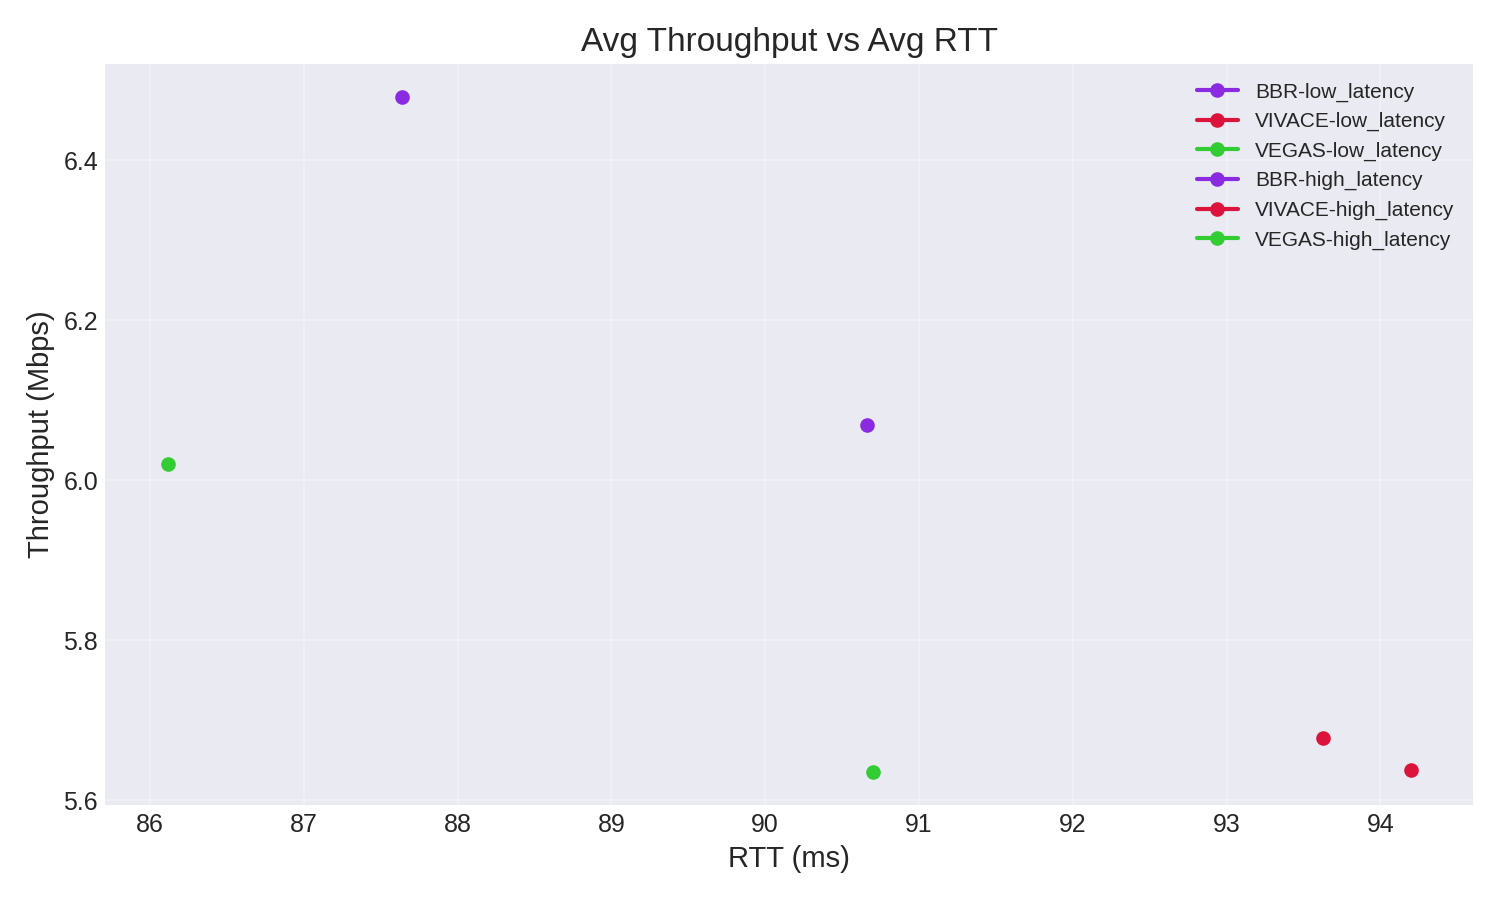 Avg Throughput vs Avg RTT
BBR-low_latency
VIVACE-low_latency
VEGAS-low_latency
BBR-high_latency
VIVACE-high_latency
VEGAS-high_latency
Throughput (Mbps)
6.4
6.2
6.0
5.8
5.6
86 87 88 89 90 91 92 93 94
RTT (ms)